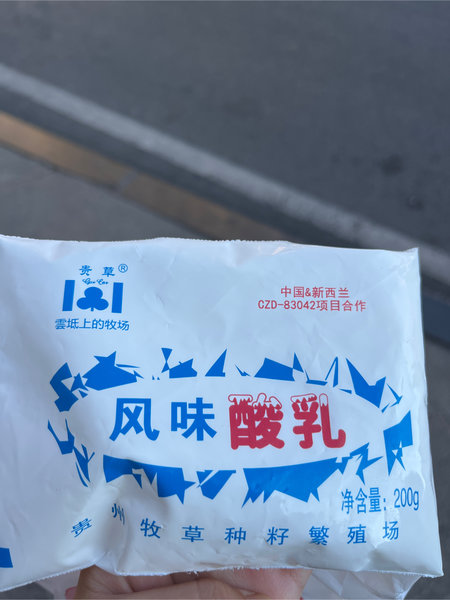 贵草®
雲坻上的牧场
中国&新西兰
CZD-83042项目合作
风味酸乳
净含量：200g
贵州牧草种籽繁殖场